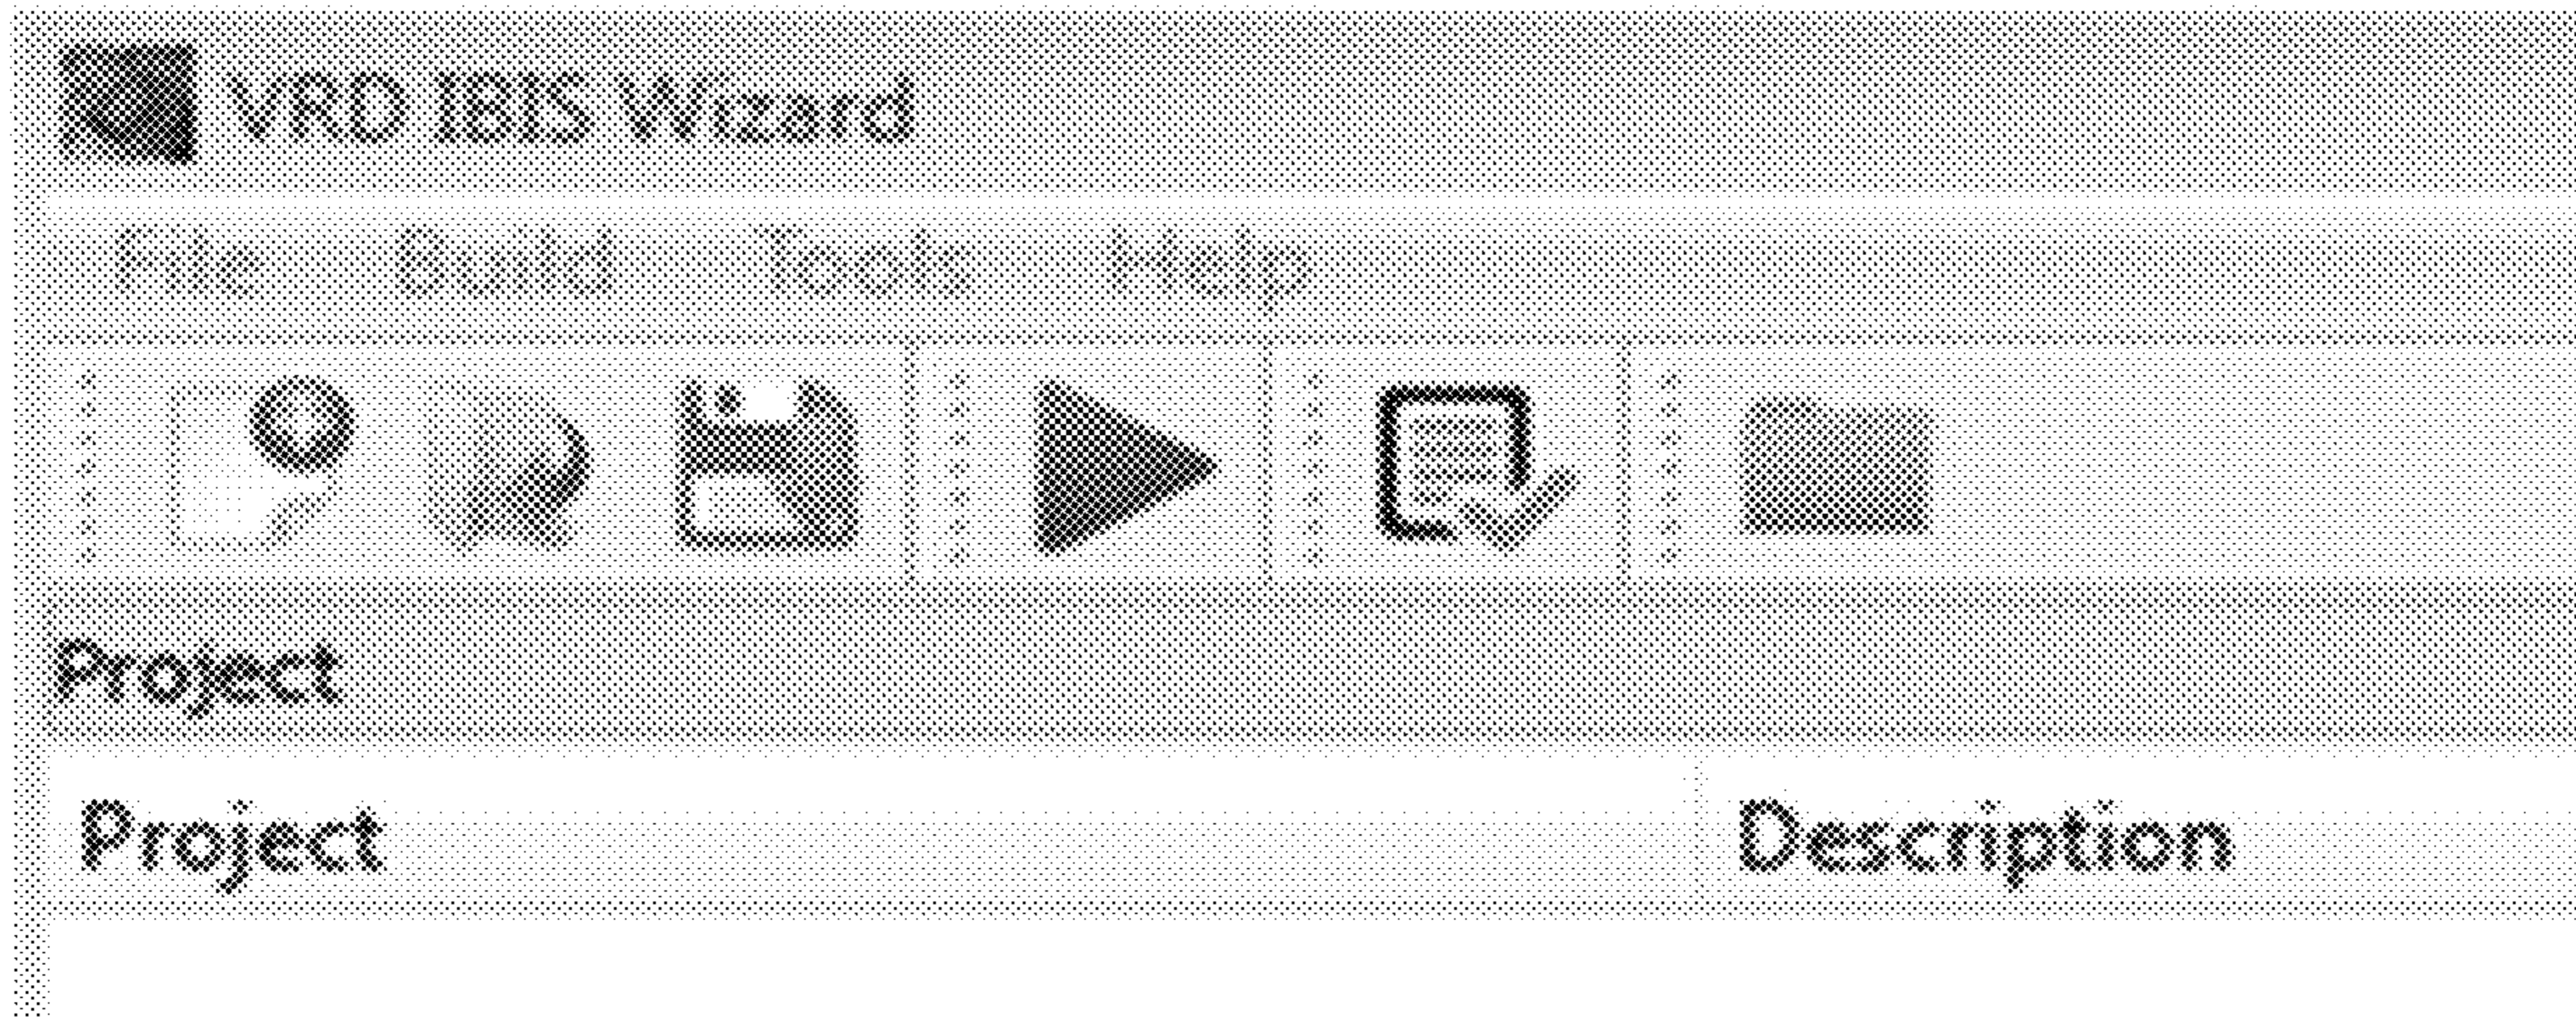 VRD IBIS Wizard
File Build Tools Help
Project
Project Description